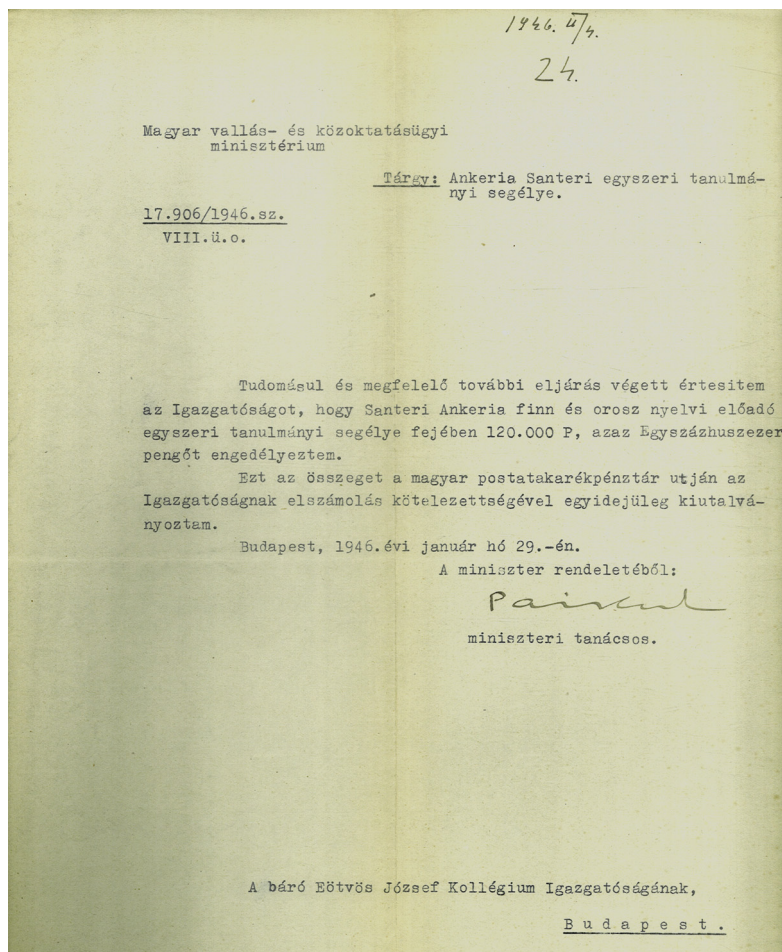 1946. II/4.
24.
Magyar vallás- és közoktatásügyi
minisztérium
Tárgy: Ankeria Santeri egyszeri tanulmá-
nyi segélye.
17.906/1946.sz.
VIII.ü.o.
Tudomásul és megfelelő további eljárás végett értesitem
az Igazgatóságot, hogy Santeri Ankeria finn és orosz nyelvi előadó
egyszeri tanulmányi segélye fejében 120.000 P, azaz Egyszázhuszezer
pengőt engedélyeztem.
Ezt az összeget a magyar postatakarékpénztár utján az
Igazgatóságnak elszámolás kötelezettségével egyidejüleg kiutalvá-
nyoztam.
Budapest, 1946.évi január hó 29.-én.
A miniszter rendeletéből:
miniszteri tanácsos.
A báró Eötvös József Kollégium Igazgatóságának,
Budapest.